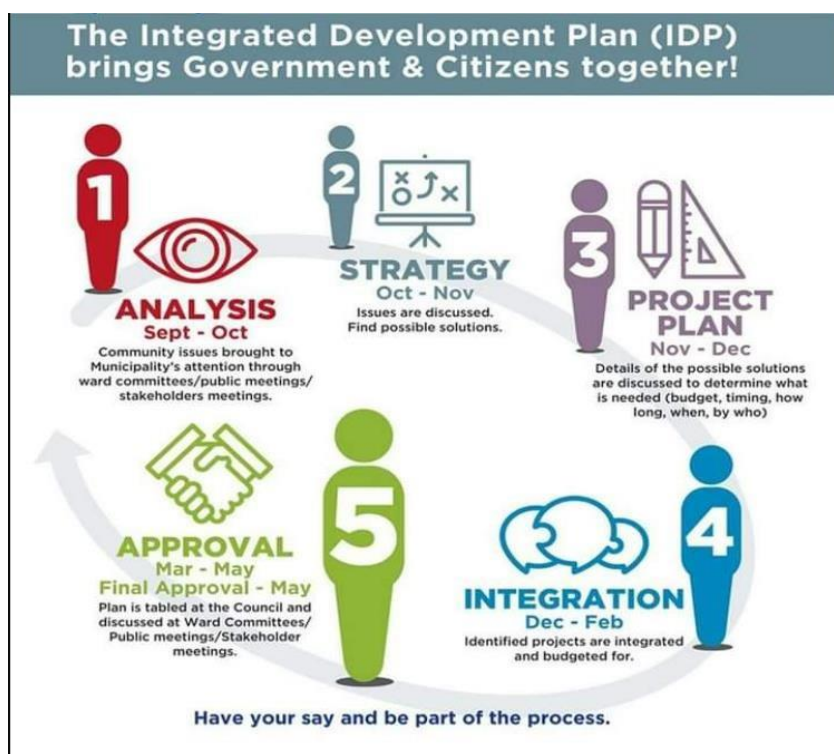 The Integrated Development Plan (IDP)
brings Government & Citizens together!
1
ANALYSIS
Sept - Oct
Community issues brought to
Municipality's attention through
ward committees/public meetings/
stakeholders meetings.
2
STRATEGY
Oct - Nov
Issues are discussed.
Find possible solutions.
3
PROJECT
PLAN
Nov - Dec
Details of the possible solutions
are discussed to determine what
is needed (budget, timing, how
long, when, by who)
4
INTEGRATION
Dec - Feb
Identified projects are integrated
and budgeted for.
5
APPROVAL
Mar - May
Final Approval - May
Plan is tabled at the Council and
discussed at Ward Committees/
Public meetings/Stakeholder
meetings.
Have your say and be part of the process.